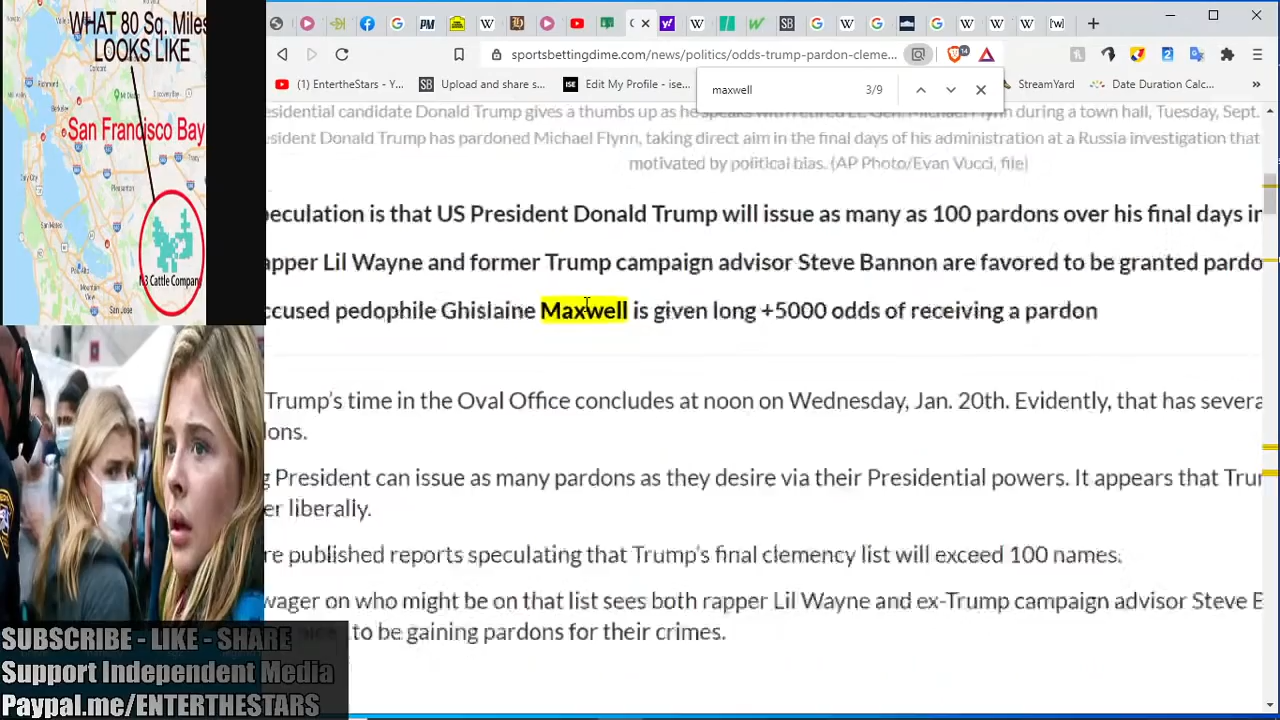 WHAT 80 Sq. Miles
LOOKS LIKE
San Francisco Bay
N3 Cattle Company
SUBSCRIBE - LIKE - SHARE
Support Independent Media
Paypal.me/ENTERTHESTARS
sportsbettingdime.com/news/politics/odds-trump-pardon-cleme...
14
(1) EntertheStars - Y...
Upload and share s...
Edit My Profile - ise...
StreamYard
Date Duration Calc...
maxwell 3/9
esidential candidate Donald Trump gives a thumbs up as he speaks with retired Lt. Gen. Michael Flynn during a town hall, Tuesday, Sept.
esident Donald Trump has pardoned Michael Flynn, taking direct aim in the final days of his administration at a Russia investigation that
motivated by political bias. (AP Photo/Evan Vucci, file)
peculation is that US President Donald Trump will issue as many as 100 pardons over his final days in
apper Lil Wayne and former Trump campaign advisor Steve Bannon are favored to be granted pardo
ccused pedophile Ghislaine Maxwell is given long +5000 odds of receiving a pardon
Trump's time in the Oval Office concludes at noon on Wednesday, Jan. 20th. Evidently, that has severa
ons.
g President can issue as many pardons as they desire via their Presidential powers. It appears that Trur
er liberally.
re published reports speculating that Trump's final clemency list will exceed 100 names.
wager on who might be on that list sees both rapper Lil Wayne and ex-Trump campaign advisor Steve B
to be gaining pardons for their crimes.